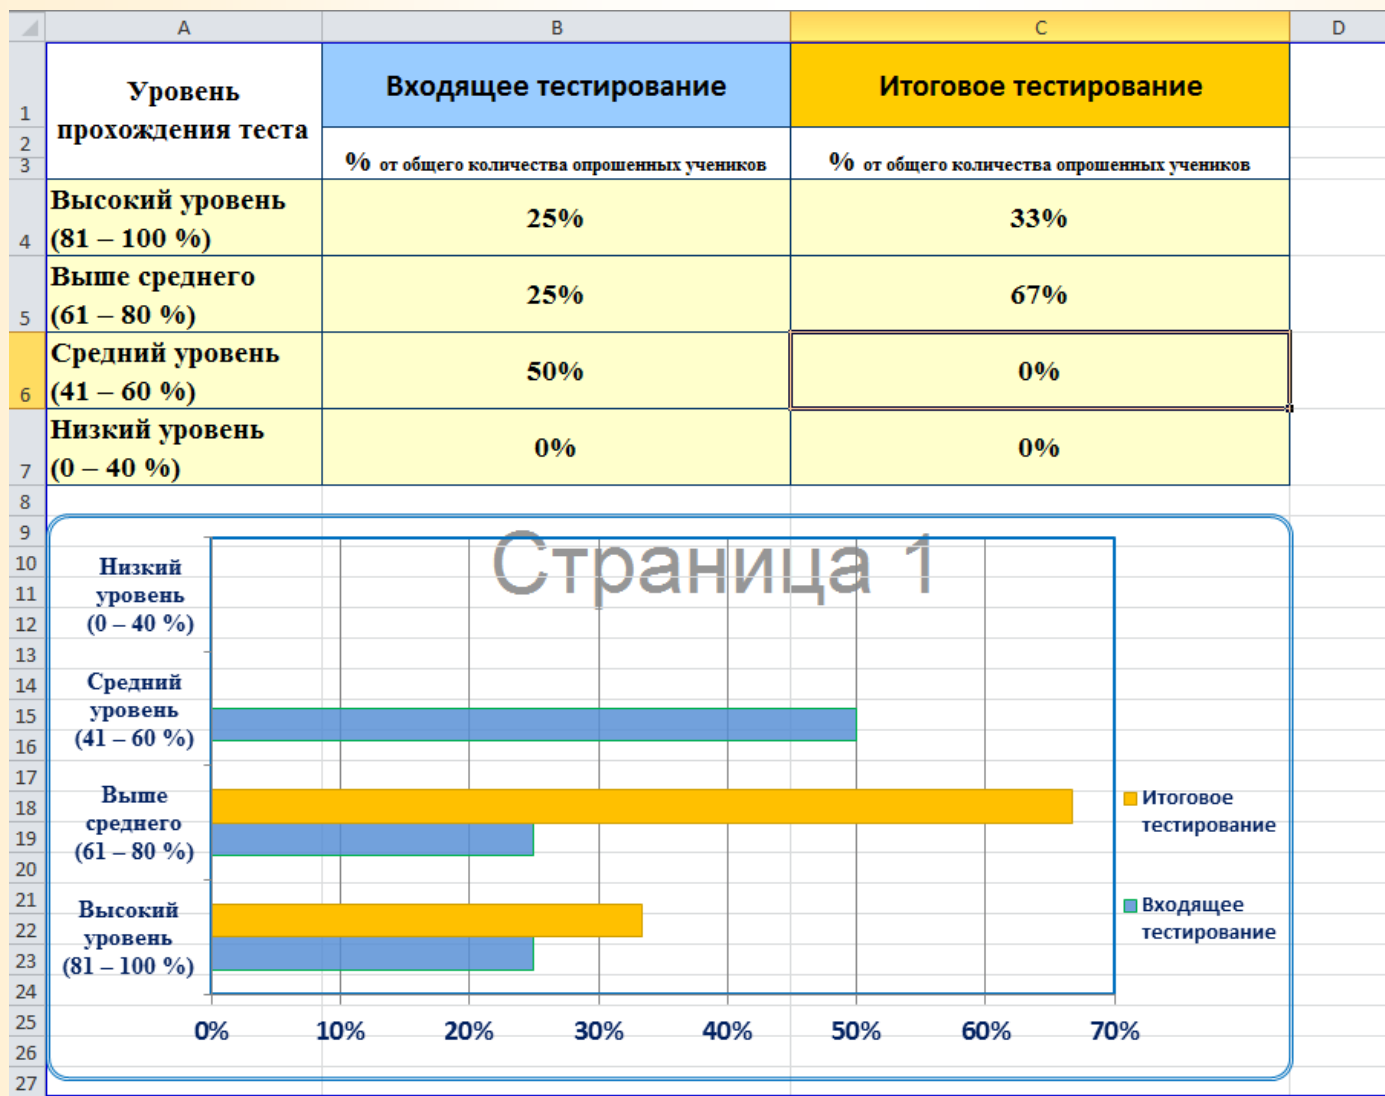 A B C D
1 Уровень прохождения теста Входящее тестирование Итоговое тестирование
2
3 % от общего количества опрошенных учеников % от общего количества опрошенных учеников
4 Высокий уровень (81 – 100 %) 25% 33%
5 Выше среднего (61 – 80 %) 25% 67%
6 Средний уровень (41 – 60 %) 50% 0%
7 Низкий уровень (0 – 40 %) 0% 0%
8
9
10
11
12
13
14
15
16
17
18
19
20
21
22
23
24
25
26
27
Страница 1
Низкий
уровень
(0 – 40 %)
Средний
уровень
(41 – 60 %)
Выше
среднего
(61 – 80 %)
Высокий
уровень
(81 – 100 %)
Итоговое
тестирование
Входящее
тестирование
0% 10% 20% 30% 40% 50% 60% 70%